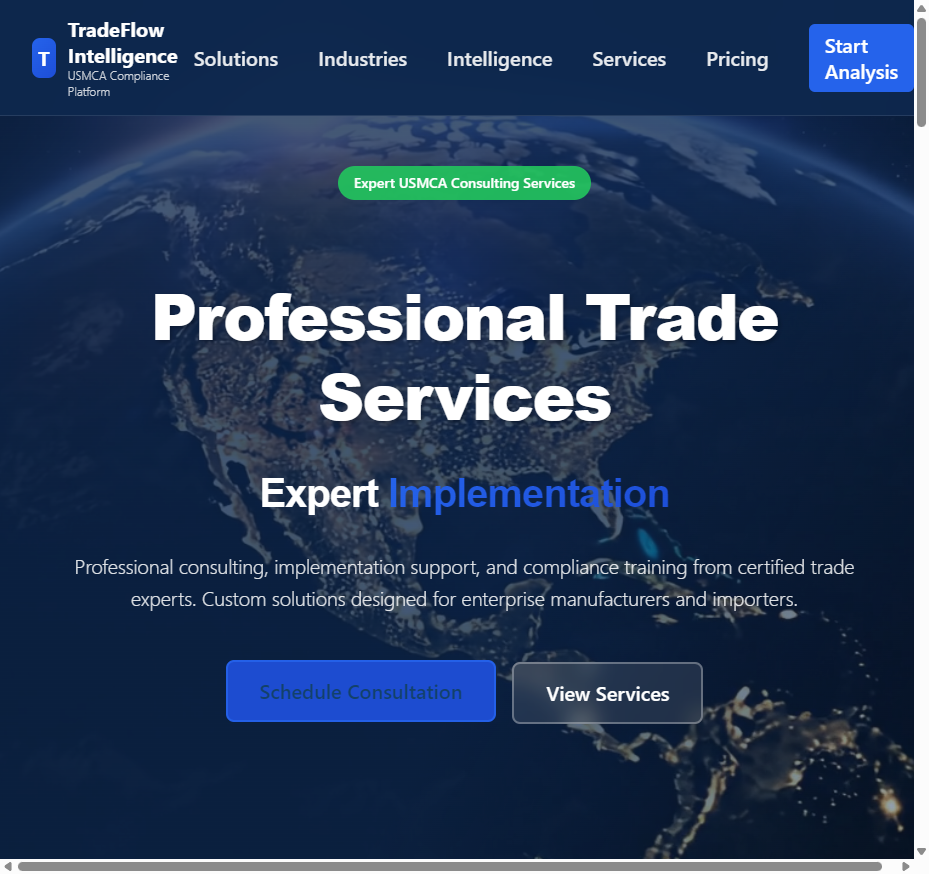 T
TradeFlow
Intelligence
USMCA Compliance
Platform
Solutions
Industries
Intelligence
Services
Pricing
Start
Analysis
Expert USMCA Consulting Services
Professional Trade
Services
Expert Implementation
Professional consulting, implementation support, and compliance training from certified trade
experts. Custom solutions designed for enterprise manufacturers and importers.
Schedule Consultation
View Services